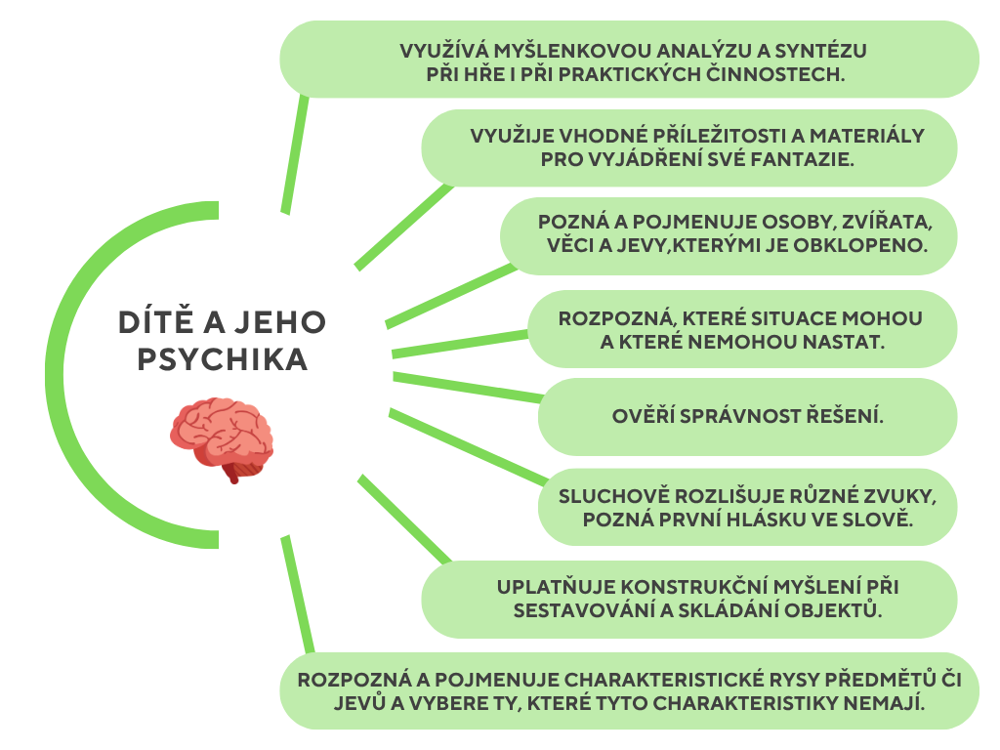 VYUŽÍVÁ MYŠLENKOVOU ANALÝZU A SYNTÉZU
PŘI HŘE I PŘI PRAKTICKÝCH ČINNOSTECH.
VYUŽIJE VHODNÉ PŘÍLEŽITOSTI A MATERIÁLY
PRO VYJÁDŘENÍ SVÉ FANTAZIE.
POZNÁ A POJMENUJE OSOBY, ZVÍŘATA,
VĚCI A JEVY,KTERÝMI JE OBKLOPENO.
DÍTĚ A JEHO
PSYCHIKA
ROZPOZNÁ, KTERÉ SITUACE MOHOU
A KTERÉ NEMOHOU NASTAT.
OVĚŘÍ SPRÁVNOST ŘEŠENÍ.
SLUCHOVĚ ROZLIŠUJE RŮZNÉ ZVUKY,
POZNÁ PRVNÍ HLÁSKU VE SLOVĚ.
UPLATŇUJE KONSTRUKČNÍ MYŠLENÍ PŘI
SESTAVOVÁNÍ A SKLÁDÁNÍ OBJEKTŮ.
ROZPOZNÁ A POJMENUJE CHARAKTERISTICKÉ RYSY PŘEDMĚTŮ ČI
JEVŮ A VYBERE TY, KTERÉ TYTO CHARAKTERISTIKY NEMAJÍ.